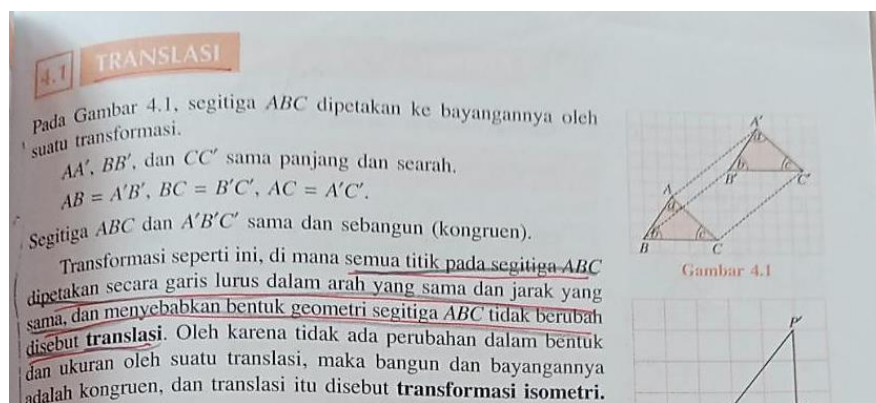 4.1 TRANSLASI
Pada Gambar 4.1, segitiga ABC dipetakan ke bayangannya oleh
suatu transformasi.
AA′, BB′, dan CC′ sama panjang dan searah.
AB = A′B′, BC = B′C′, AC = A′C′.
Segitiga ABC dan A′B′C′ sama dan sebangun (kongruen).
Transformasi seperti ini, di mana semua titik pada segitiga ABC
dipetakan secara garis lurus dalam arah yang sama dan jarak yang
sama, dan menyebabkan bentuk geometri segitiga ABC tidak berubah
disebut translasi. Oleh karena tidak ada perubahan dalam bentuk
dan ukuran oleh suatu translasi, maka bangun dan bayangannya
adalah kongruen, dan translasi itu disebut transformasi isometri.
A′
a
b c
B′ C′
A
a
b c
B C
Gambar 4.1
P′